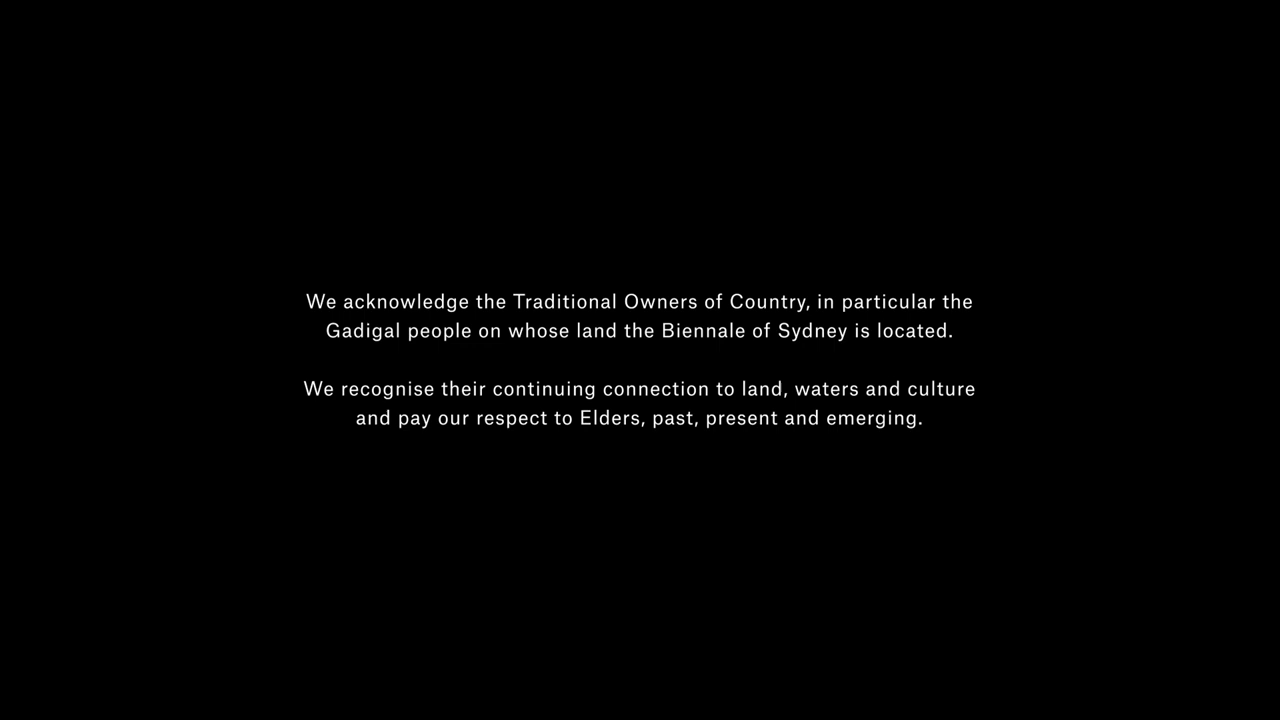 We acknowledge the Traditional Owners of Country, in particular the
Gadigal people on whose land the Biennale of Sydney is located.
We recognise their continuing connection to land, waters and culture
and pay our respect to Elders, past, present and emerging.